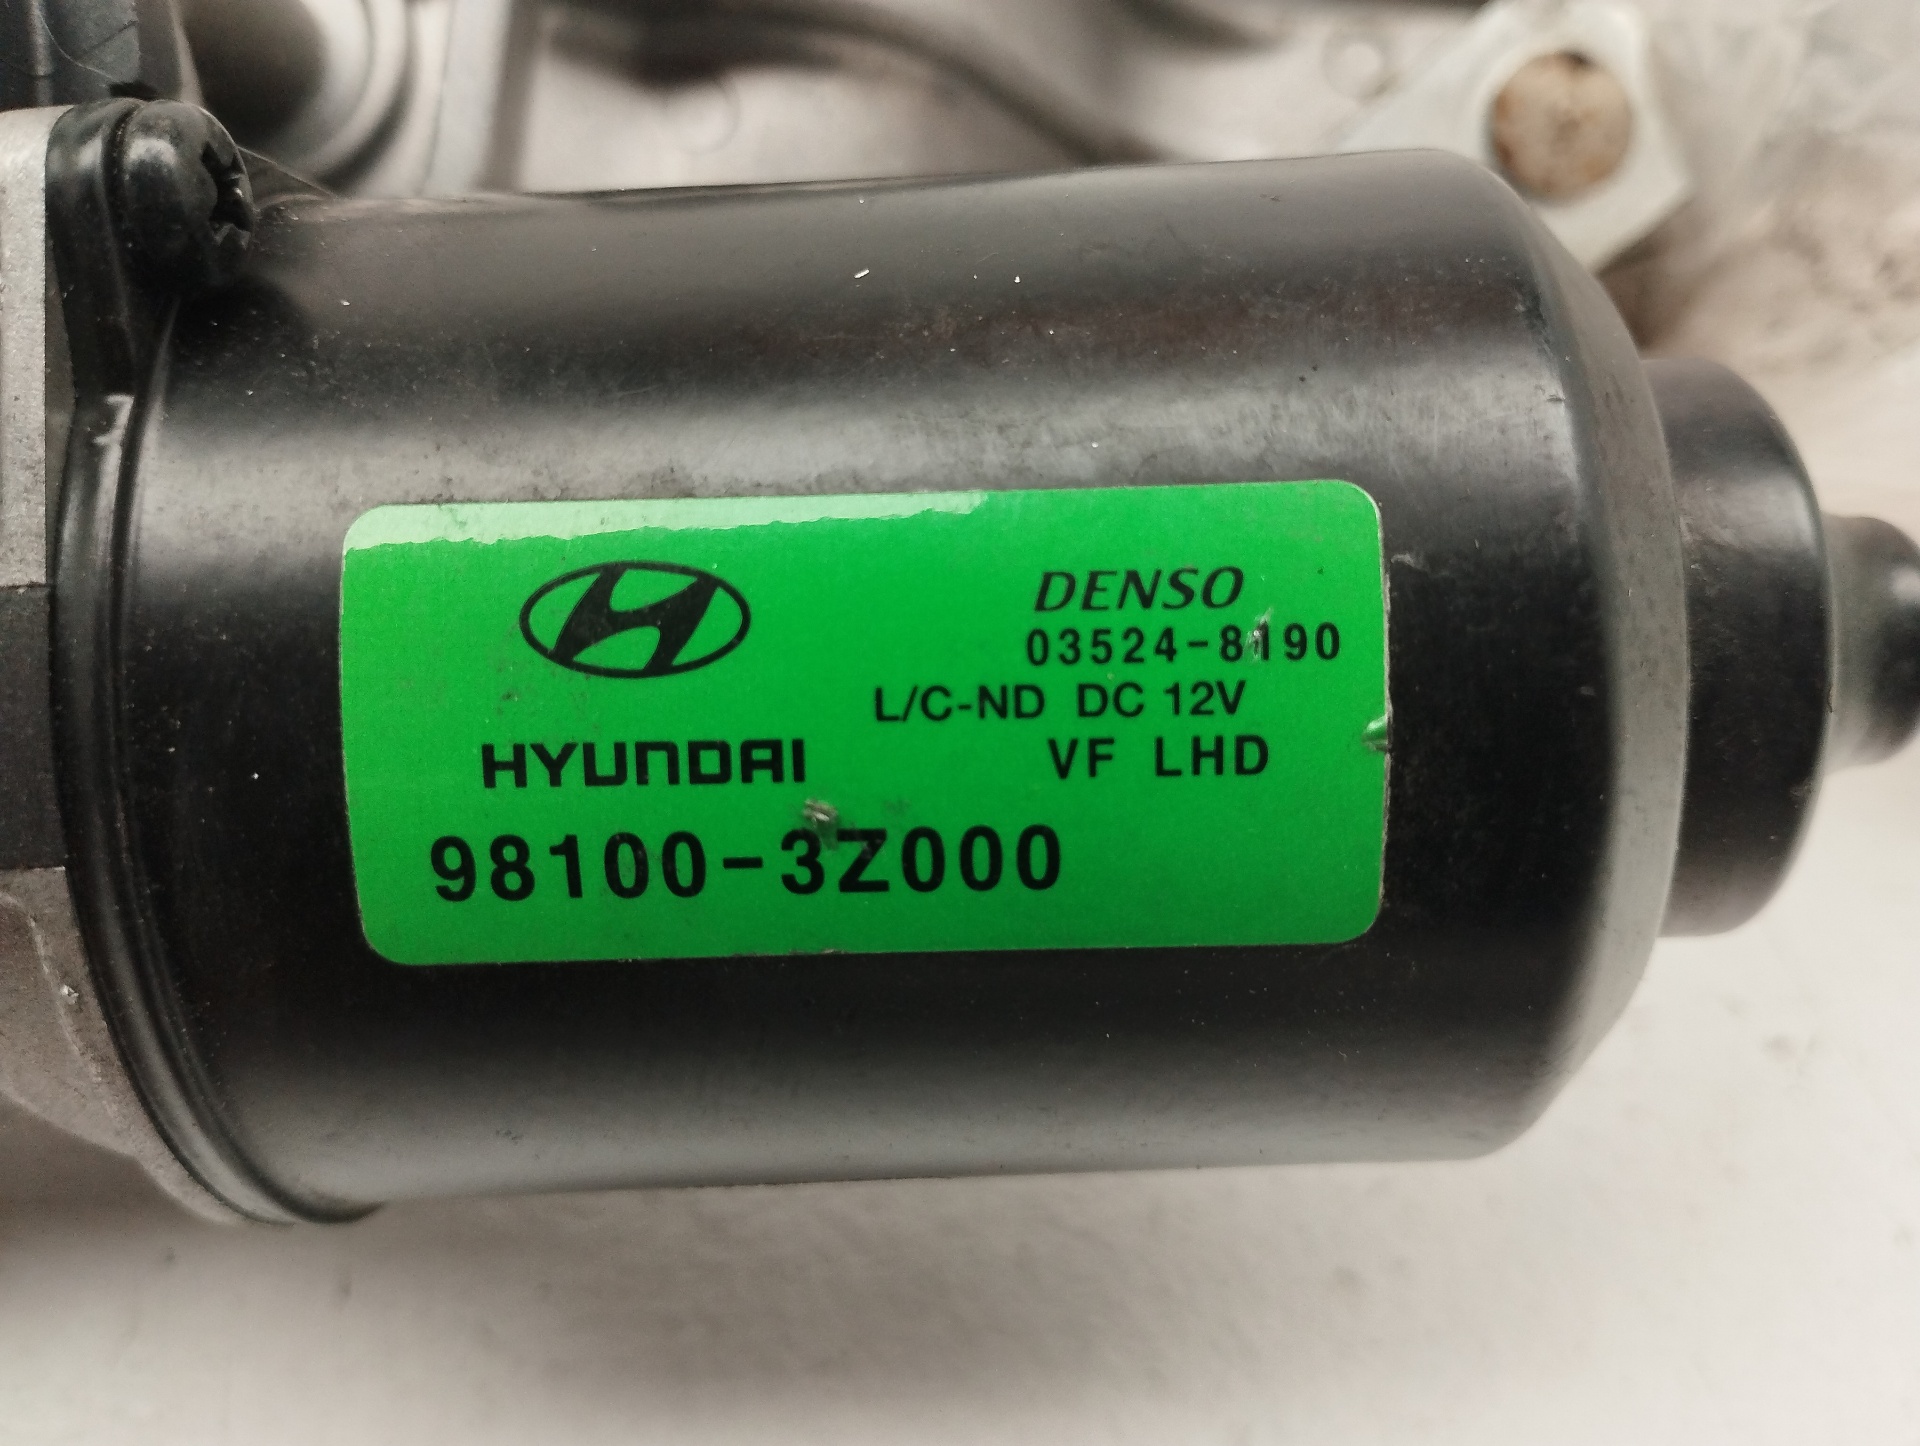 HYUNDAI
98100-3Z000
DENSO
03524-8190
L/C-ND DC 12V
VF LHD